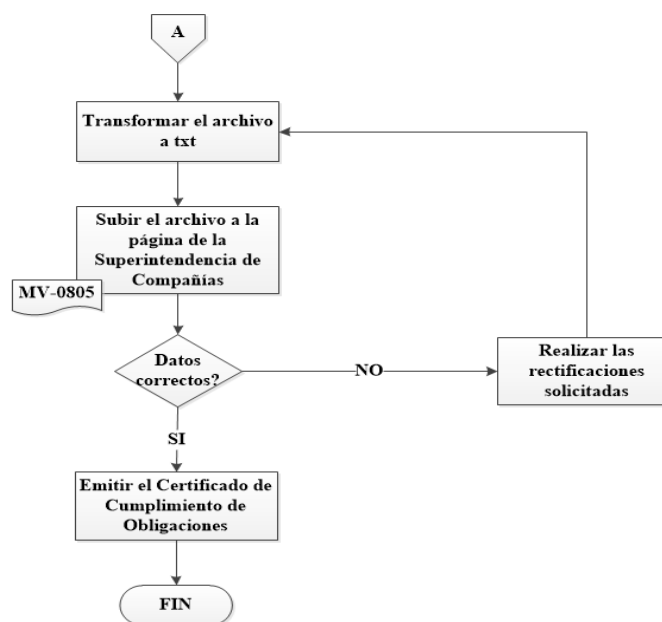 A
Transformar el archivo
a txt
Subir el archivo a la
página de la
Superintendencia de
Compañías
MV-0805
Datos
correctos?
NO
Realizar las
rectificaciones
solicitadas
SI
Emitir el Certificado de
Cumplimiento de
Obligaciones
FIN